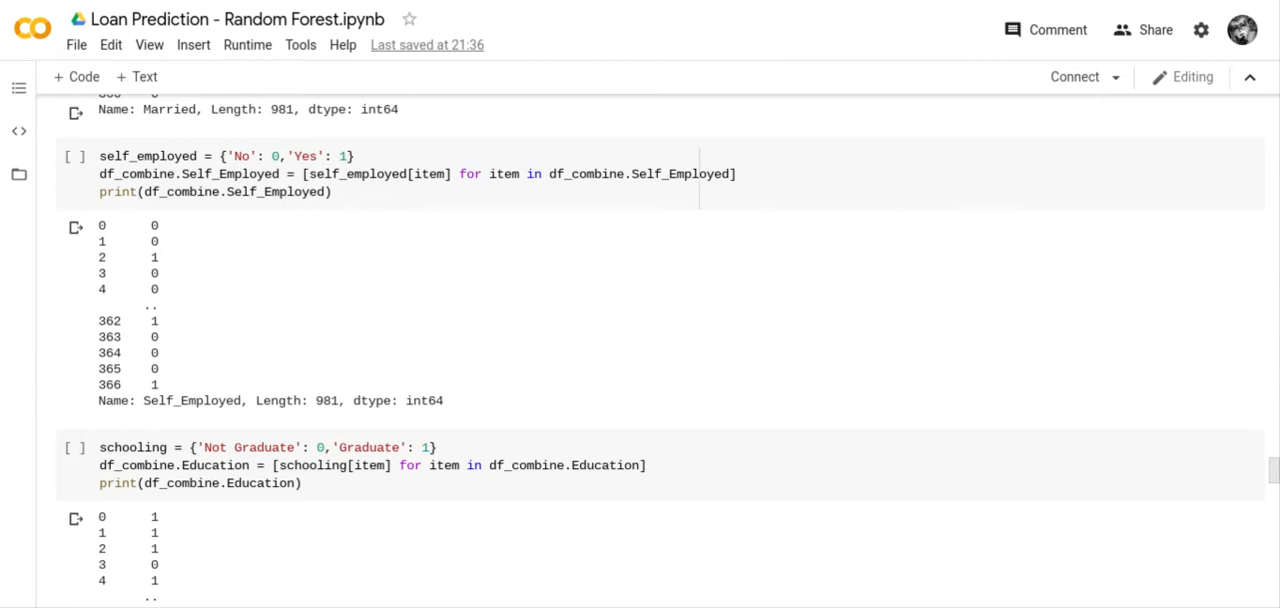 Loan Prediction - Random Forest.ipynb
File Edit View Insert Runtime Tools Help Last saved at 21:36
Comment Share
+ Code + Text
Connect Editing
Name: Married, Length: 981, dtype: int64
[ ] self_employed = {'No': 0,'Yes': 1}
df_combine.Self_Employed = [self_employed[item] for item in df_combine.Self_Employed]
print(df_combine.Self_Employed)
0 0
1 0
2 1
3 0
4 0
..
362 1
363 0
364 0
365 0
366 1
Name: Self_Employed, Length: 981, dtype: int64
[ ] schooling = {'Not Graduate': 0,'Graduate': 1}
df_combine.Education = [schooling[item] for item in df_combine.Education]
print(df_combine.Education)
0 1
1 1
2 1
3 0
4 1
..